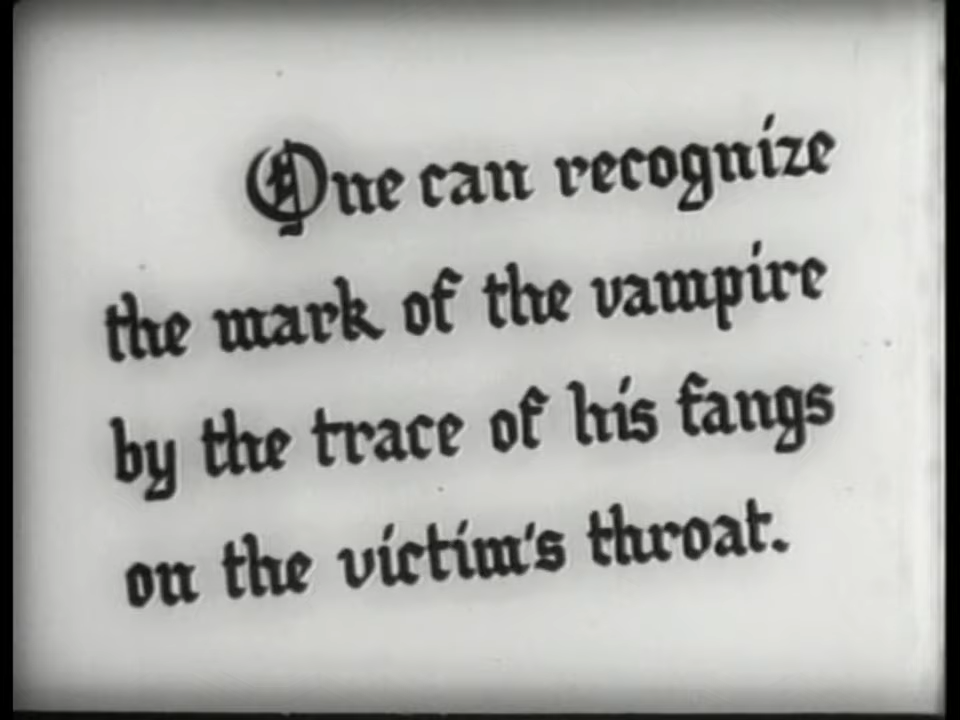 One can recognize
the mark of the vampire
by the trace of his fangs
on the victim's throat.